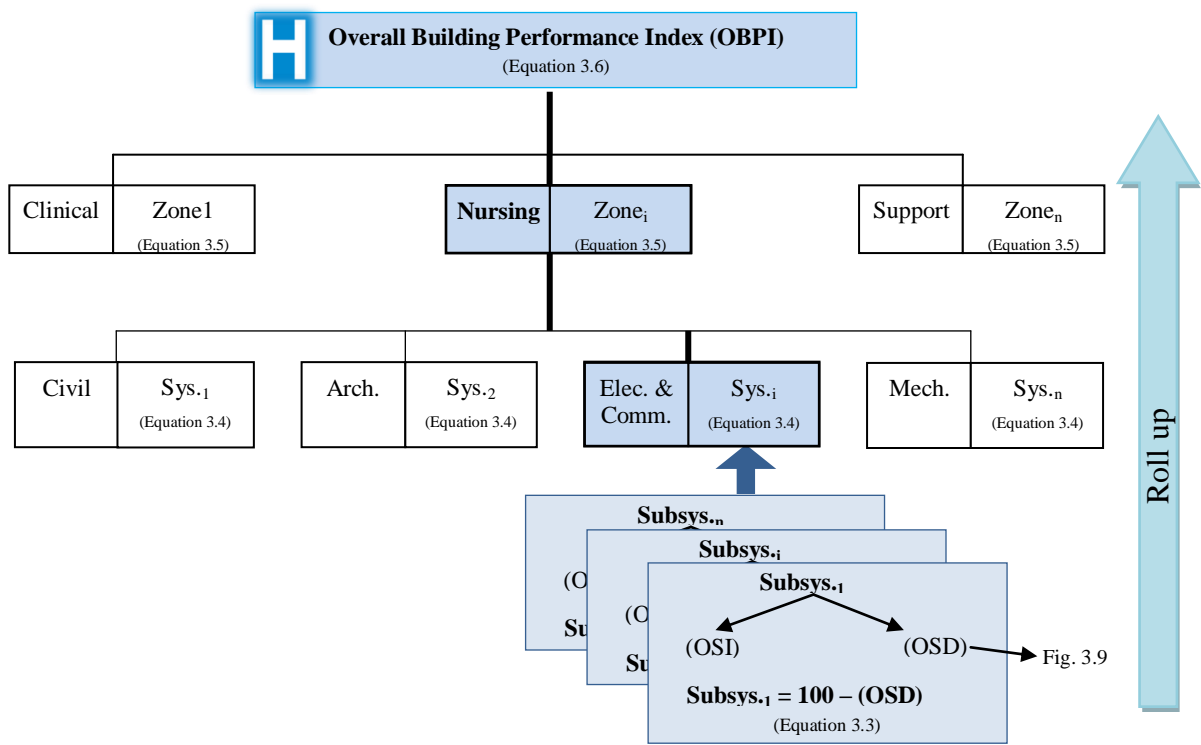 H
Overall Building Performance Index (OBPI)
(Equation 3.6)
Clinical
Zone1
(Equation 3.5)
Nursing
Zoneᵢ
(Equation 3.5)
Support
Zoneₙ
(Equation 3.5)
Civil
Sys.₁
(Equation 3.4)
Arch.
Sys.₂
(Equation 3.4)
Elec. &
Comm.
Sys.ᵢ
(Equation 3.4)
Mech.
Sys.ₙ
(Equation 3.4)
Subsys.ₙ
(O
Su
Subsys.ᵢ
(O
Su
Subsys.₁
(OSI)
(OSD)
Fig. 3.9
Subsys.₁ = 100 – (OSD)
(Equation 3.3)
Roll up